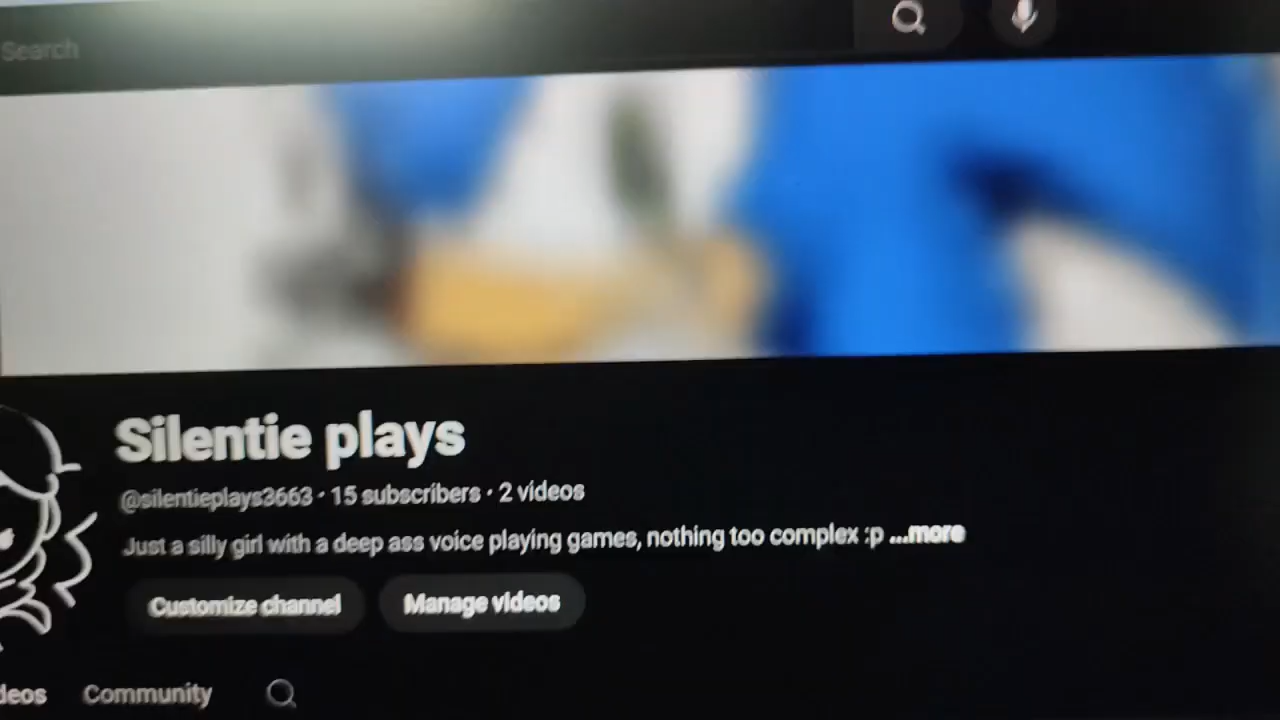 Search
Silentie plays
@silentieplays3663 · 15 subscribers · 2 videos
Just a silly girl with a deep ass voice playing games, nothing too complex :p ...more
Customize channel Manage videos
deos Community